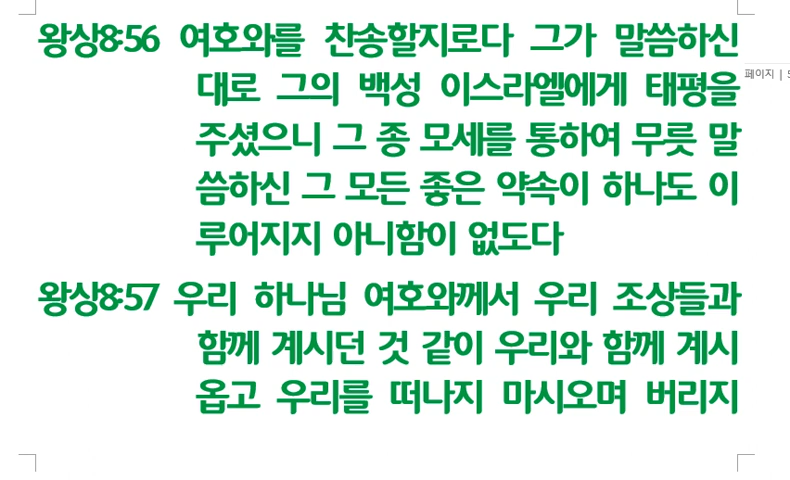 왕상8:56 여호와를 찬송할지로다 그가 말씀하신
대로 그의 백성 이스라엘에게 태평을
주셨으니 그 종 모세를 통하여 무릇 말
씀하신 그 모든 좋은 약속이 하나도 이
루어지지 아니함이 없도다
왕상8:57 우리 하나님 여호와께서 우리 조상들과
함께 계시던 것 같이 우리와 함께 계시
옵고 우리를 떠나지 마시오며 버리지
페이지 | 5